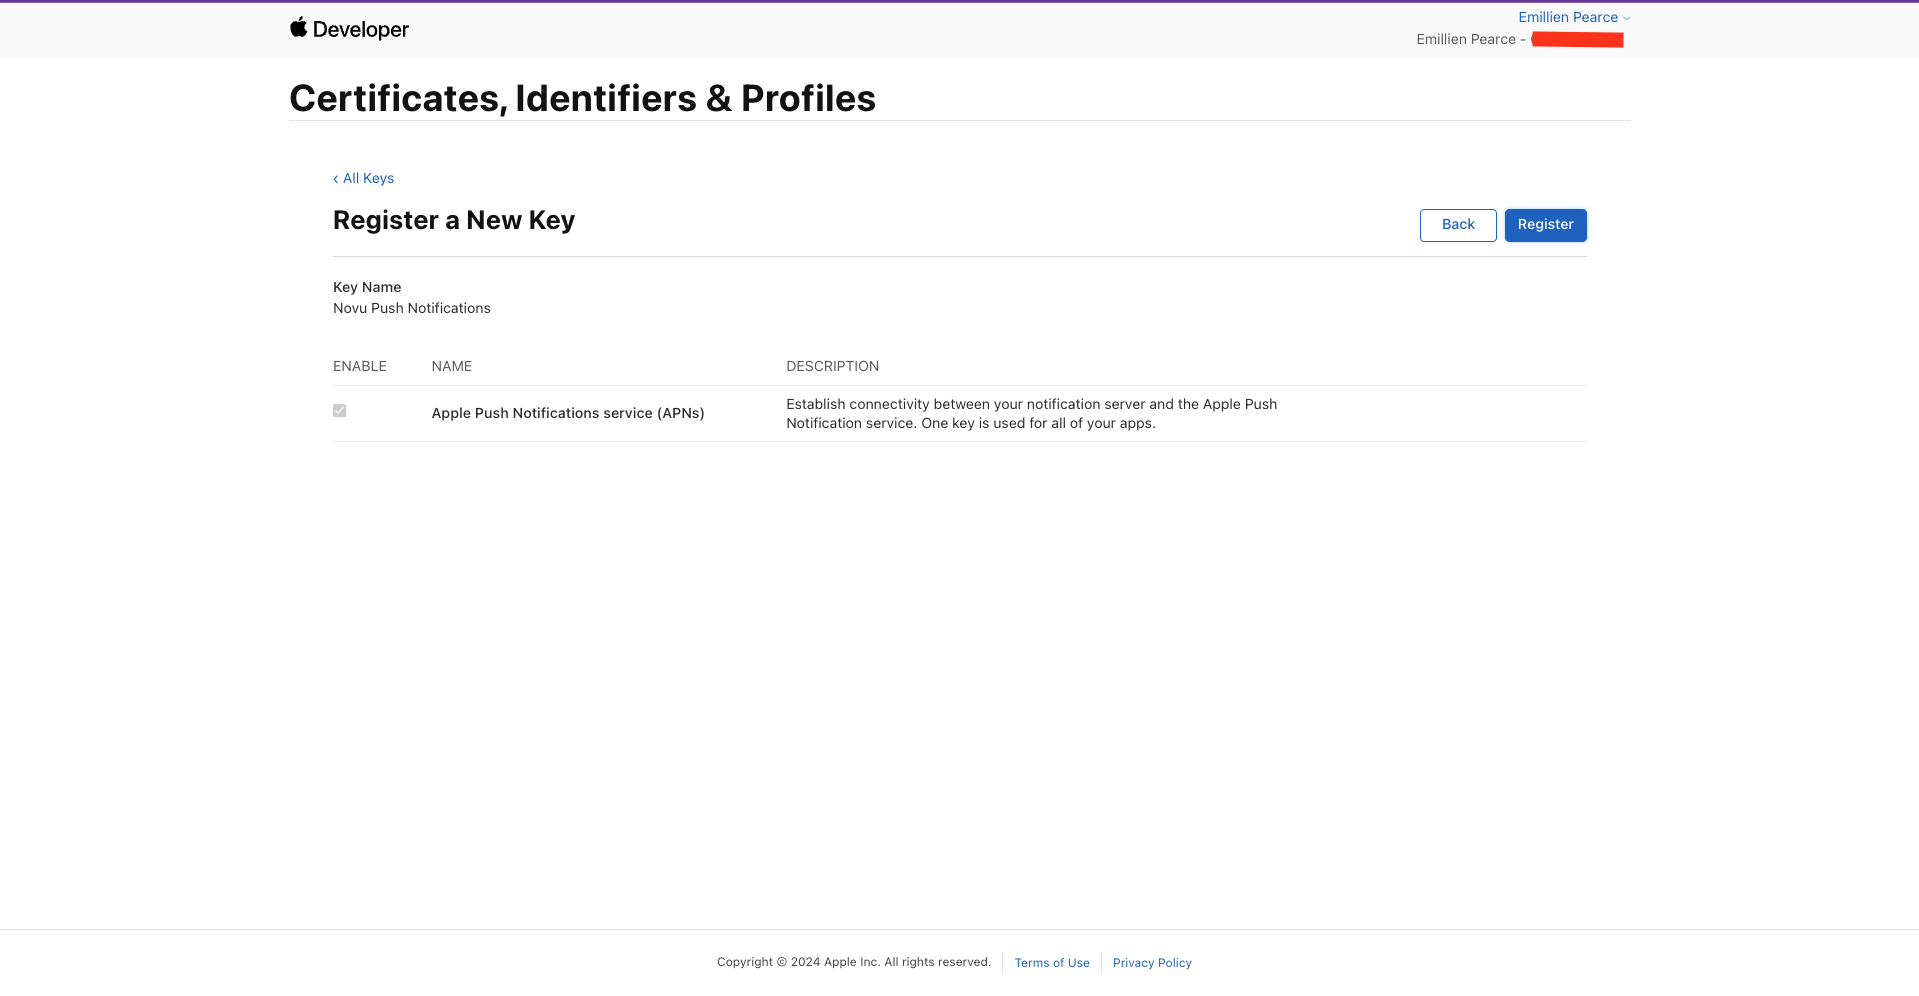 Developer
Emillien Pearce
Emillien Pearce -
Certificates, Identifiers & Profiles
‹ All Keys
Register a New Key
Back
Register
Key Name
Novu Push Notifications
ENABLE NAME DESCRIPTION
Apple Push Notifications service (APNs)
Establish connectivity between your notification server and the Apple Push
Notification service. One key is used for all of your apps.
Copyright © 2024 Apple Inc. All rights reserved. Terms of Use Privacy Policy